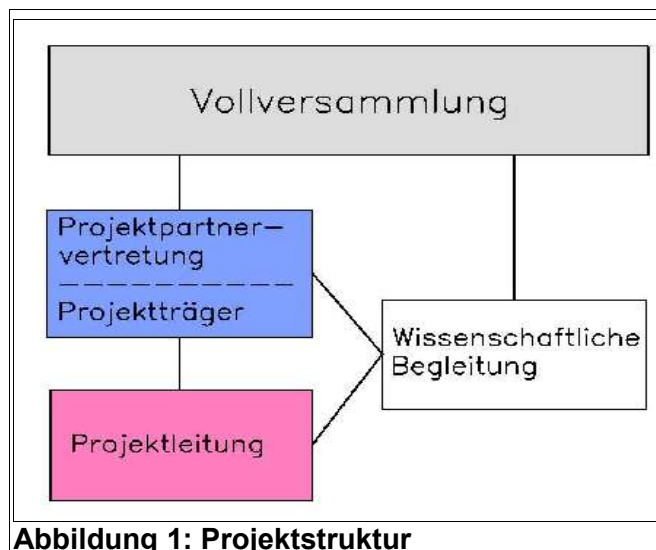 Vollversammlung
Projektpartner-
vertretung
Projektträger
Wissenschaftliche
Begleitung
Projektleitung
Abbildung 1: Projektstruktur